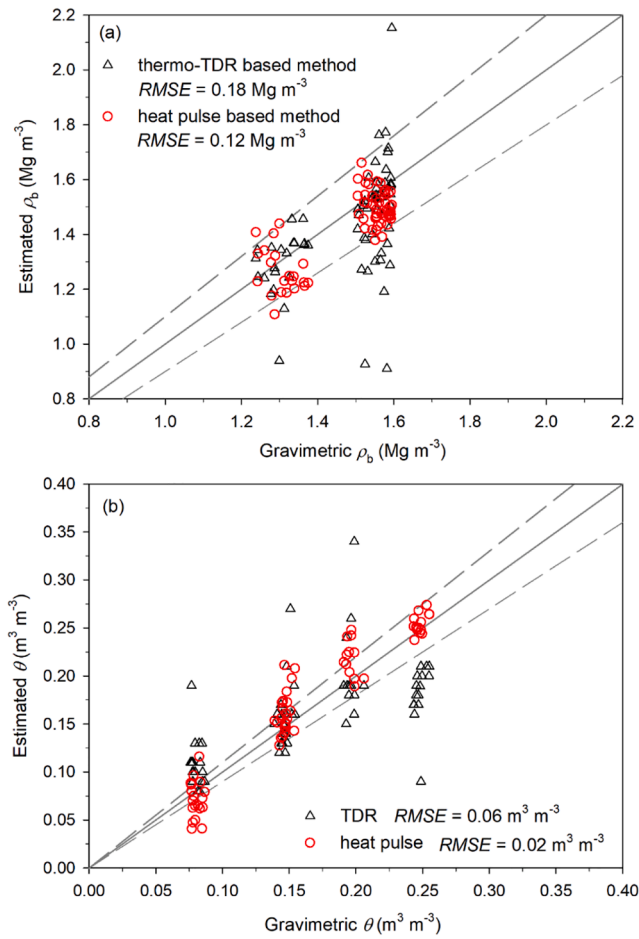 (a)
thermo-TDR based method
RMSE = 0.18 Mg m⁻³
heat pulse based method
RMSE = 0.12 Mg m⁻³
Estimated ρb (Mg m⁻³)
2.2
2.0
1.8
1.6
1.4
1.2
1.0
0.8
0.8 1.0 1.2 1.4 1.6 1.8 2.0 2.2
Gravimetric ρb (Mg m⁻³)
(b)
Estimated θ (m³ m⁻³)
0.40
0.35
0.30
0.25
0.20
0.15
0.10
0.05
0.00
TDR RMSE = 0.06 m³ m⁻³
heat pulse RMSE = 0.02 m³ m⁻³
0.00 0.05 0.10 0.15 0.20 0.25 0.30 0.35 0.40
Gravimetric θ (m³ m⁻³)